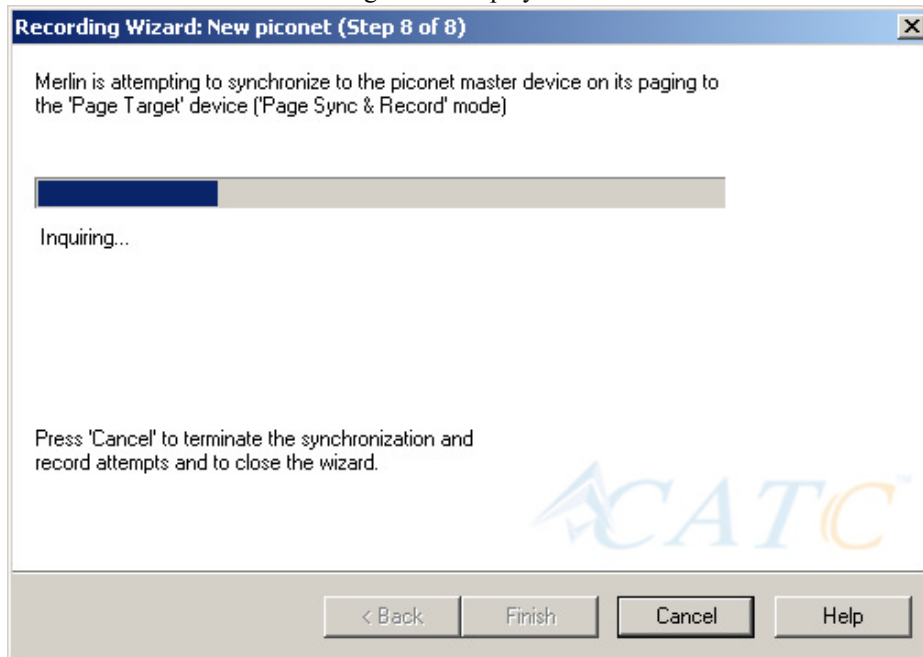 Recording Wizard: New piconet (Step 8 of 8)
Merlin is attempting to synchronize to the piconet master device on its paging to
the 'Page Target' device ('Page Sync & Record' mode)
Inquiring...
Press 'Cancel' to terminate the synchronization and
record attempts and to close the wizard.
CATC™
< Back Finish Cancel Help